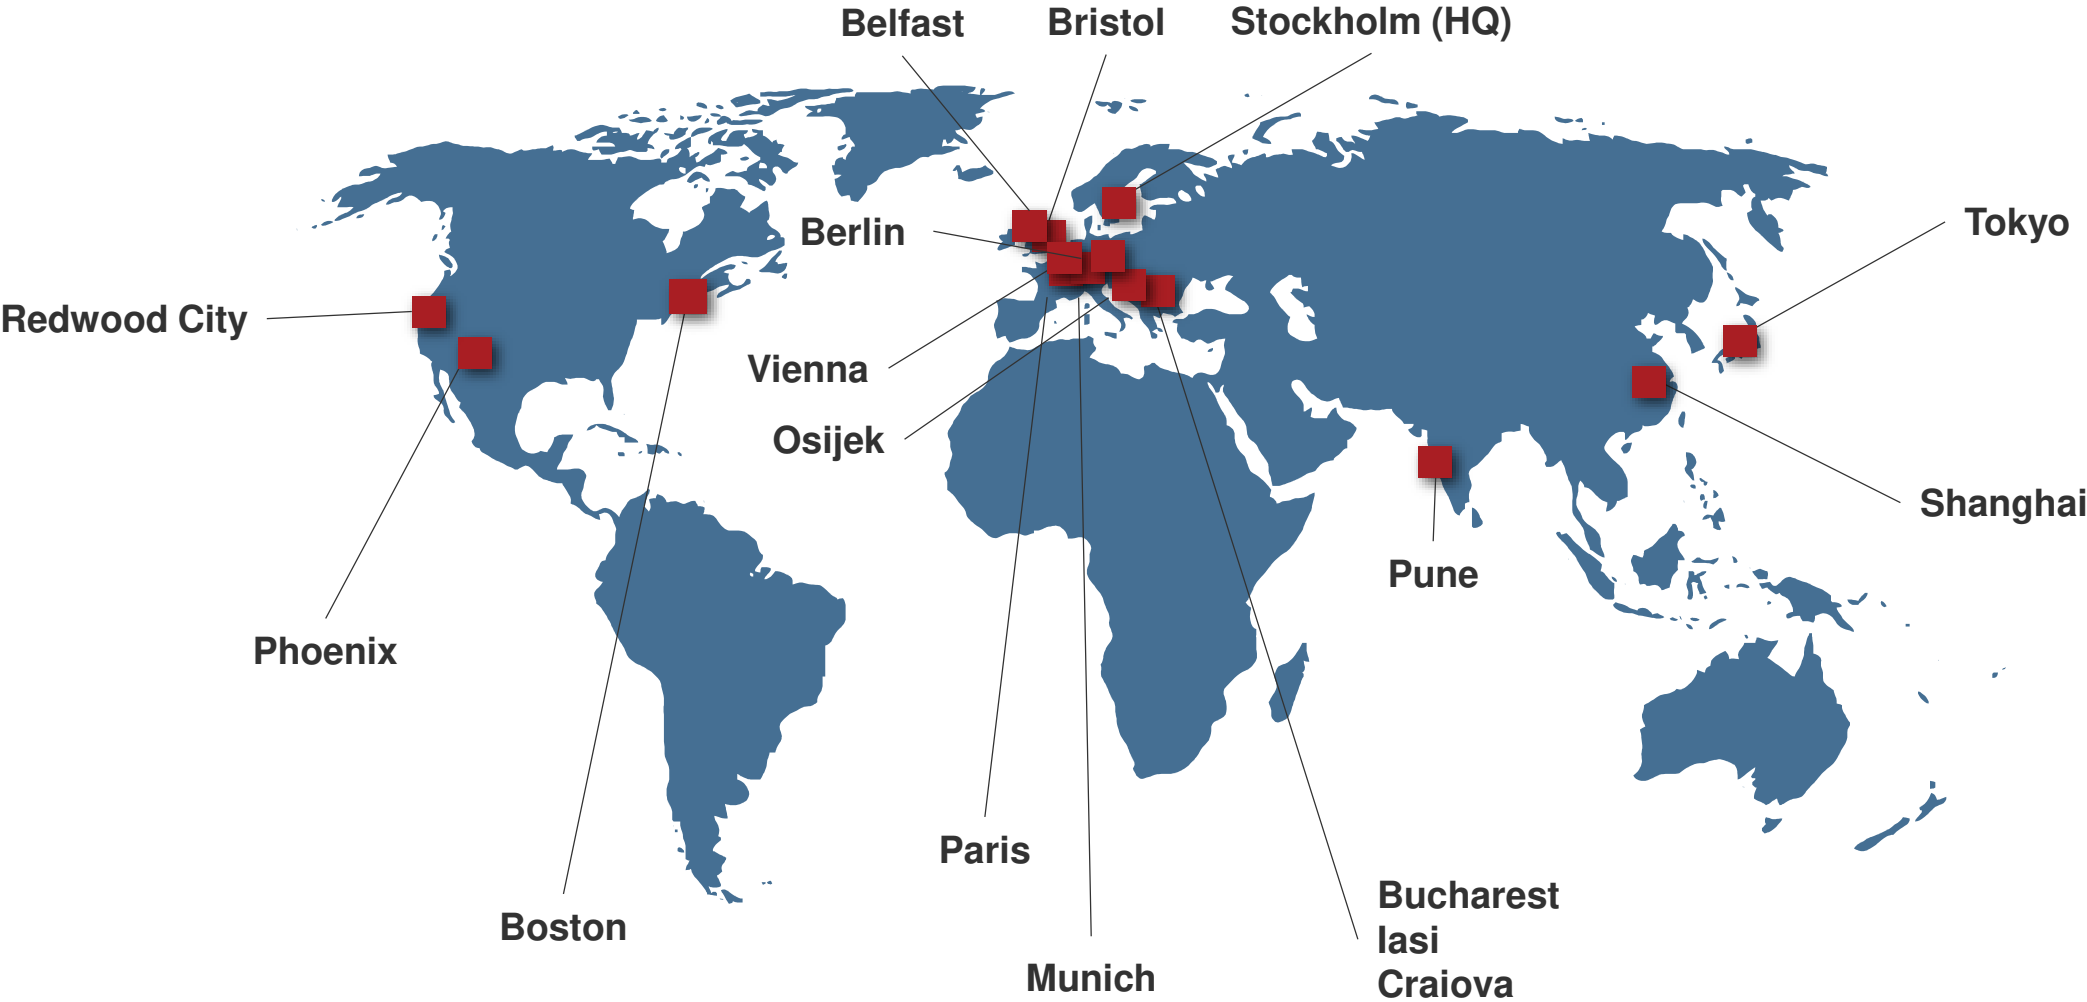 Belfast
Bristol
Stockholm (HQ)
Berlin
Tokyo
Redwood City
Vienna
Osijek
Shanghai
Pune
Phoenix
Paris
Boston
Munich
Bucharest
Iasi
Craiova